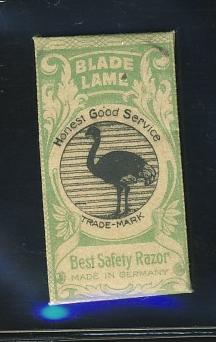 BLADE
LAME
Honest Good Service
TRADE-MARK
Best Safety Razor
MADE IN GERMANY